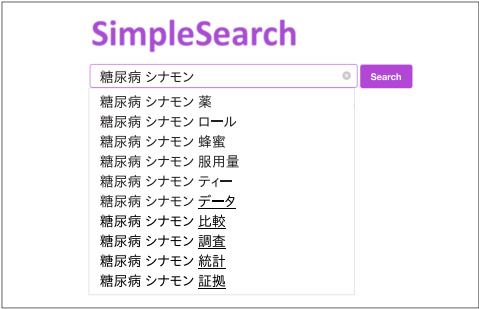 SimpleSearch
糖尿病 シナモン
Search
糖尿病 シナモン 薬
糖尿病 シナモン ロール
糖尿病 シナモン 蜂蜜
糖尿病 シナモン 服用量
糖尿病 シナモン ティー
糖尿病 シナモン データ
糖尿病 シナモン 比較
糖尿病 シナモン 調査
糖尿病 シナモン 統計
糖尿病 シナモン 証拠